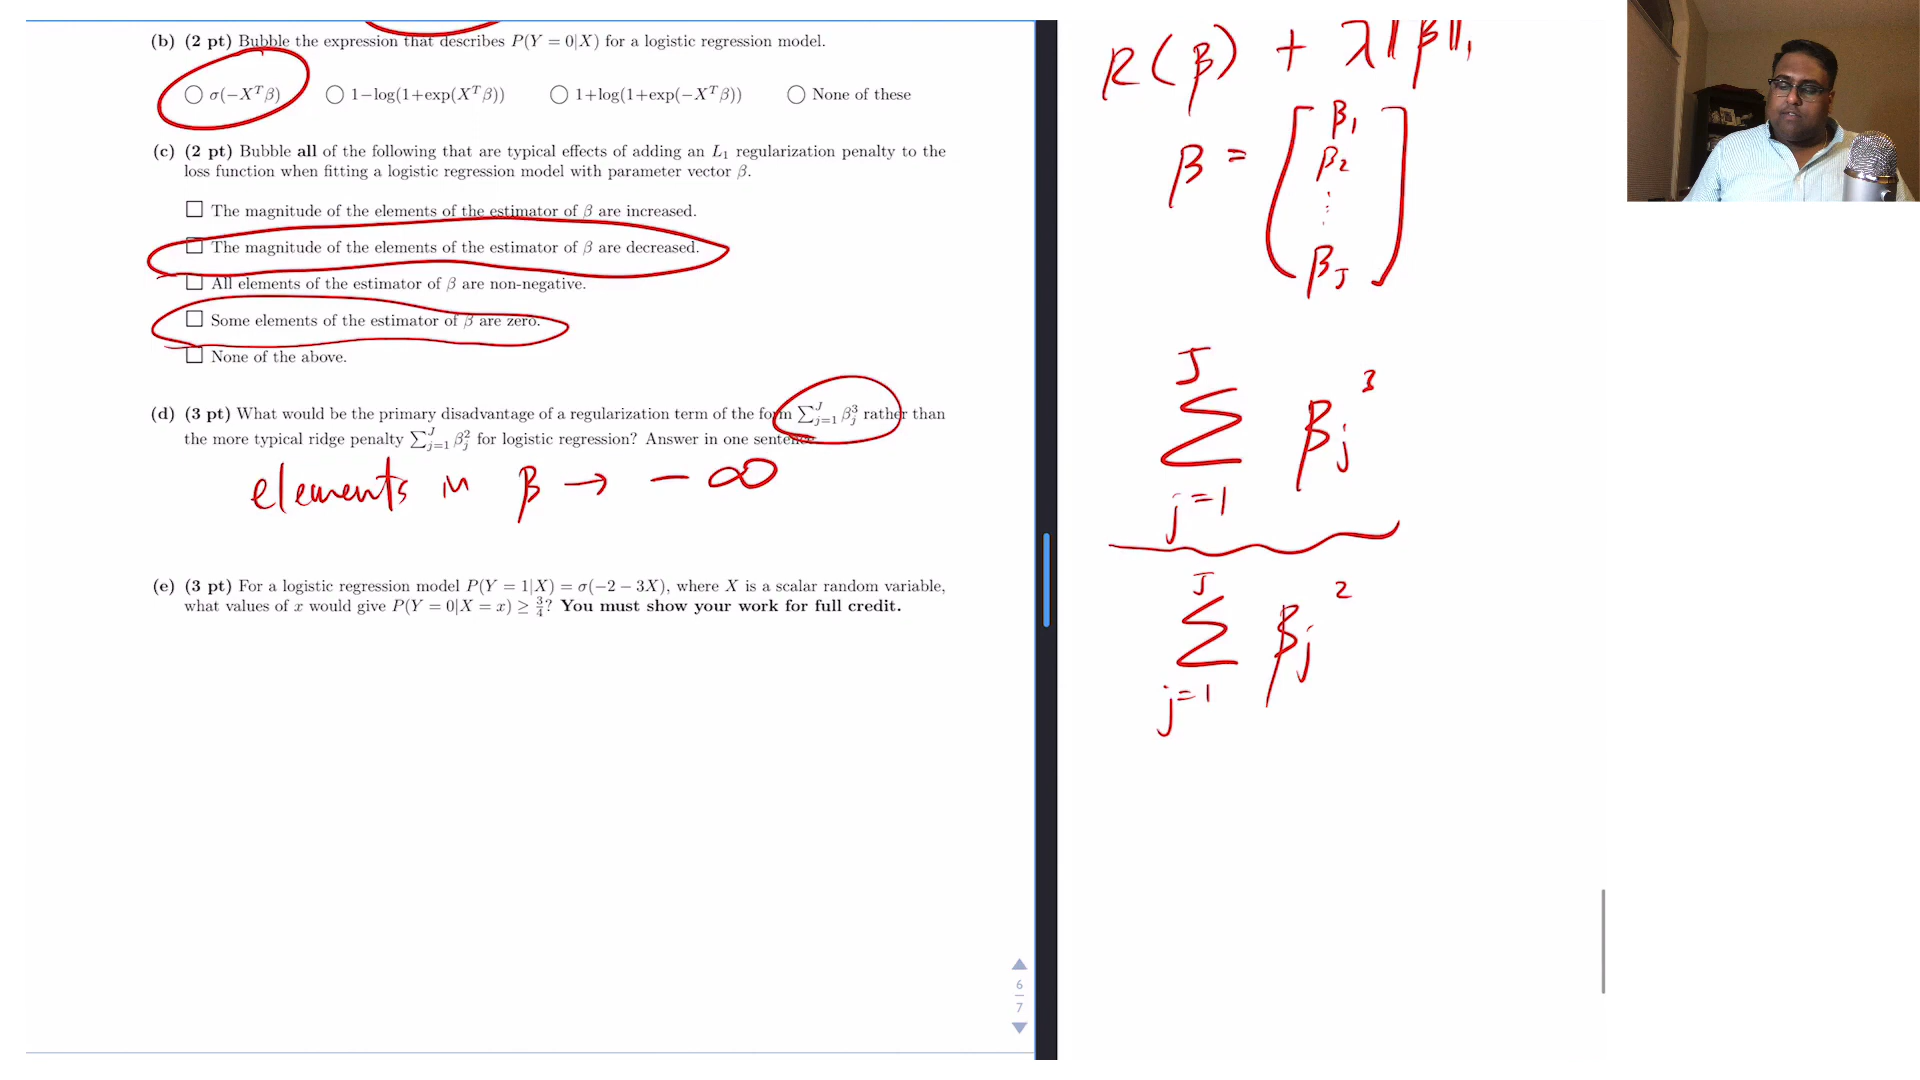 (b) (2 pt) Bubble the expression that describes P(Y = 0|X) for a logistic regression model.
σ(−X^T β) 1−log(1+exp(X^T β)) 1+log(1+exp(−X^T β)) None of these
(c) (2 pt) Bubble all of the following that are typical effects of adding an L₁ regularization penalty to the
loss function when fitting a logistic regression model with parameter vector β.
The magnitude of the elements of the estimator of β are increased.
The magnitude of the elements of the estimator of β are decreased.
All elements of the estimator of β are non-negative.
Some elements of the estimator of β are zero.
None of the above.
(d) (3 pt) What would be the primary disadvantage of a regularization term of the form ∑_{j=1}^J β_j^3 rather than
the more typical ridge penalty ∑_{j=1}^J β_j^2 for logistic regression? Answer in one sentence.
elements in β → −∞
(e) (3 pt) For a logistic regression model P(Y = 1|X) = σ(−2 − 3X), where X is a scalar random variable,
what values of x would give P(Y = 0|X = x) ≥ 3/4? You must show your work for full credit.
6
7
R(β) + λ‖β‖₁
β = [β₁
β₂
⋮
β_J]
∑_{j=1}^J β_j^3
∑_{j=1}^J β_j^2